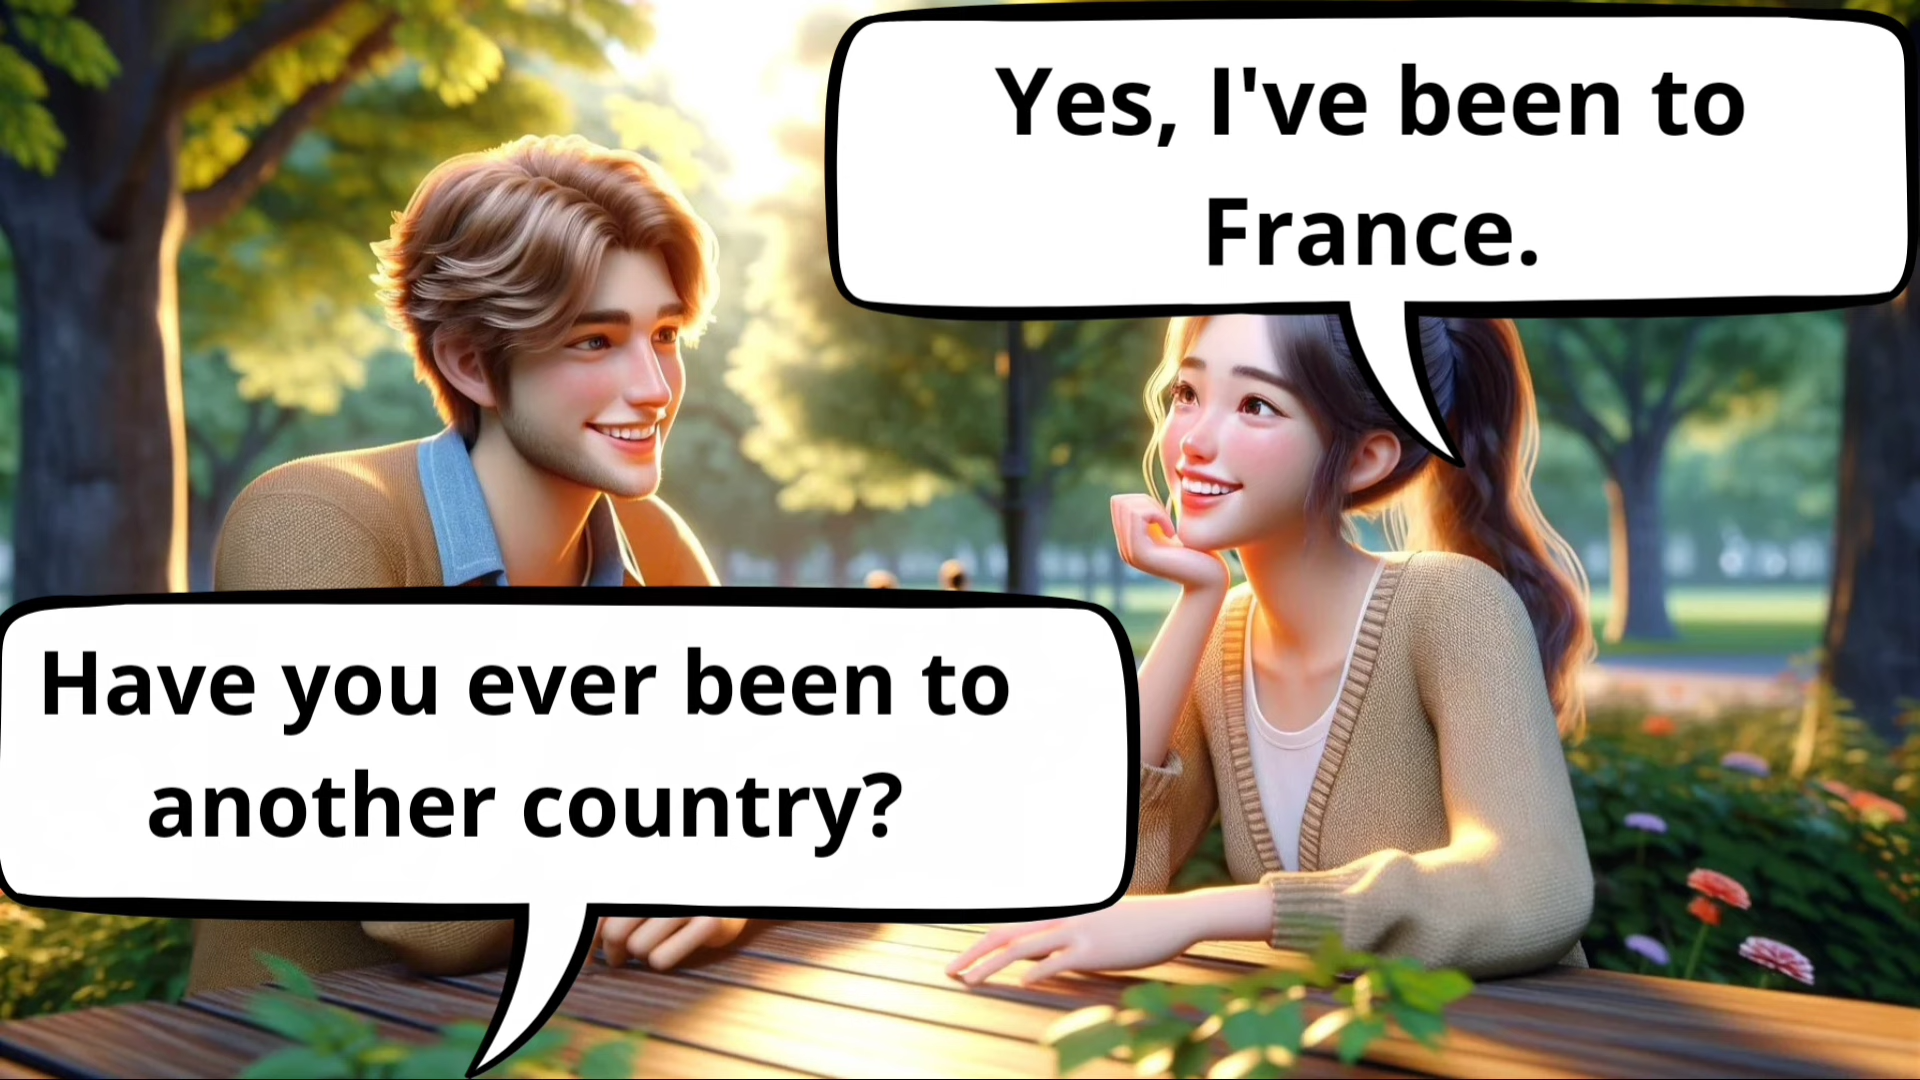 Yes, I've been to
France.
Have you ever been to
another country?